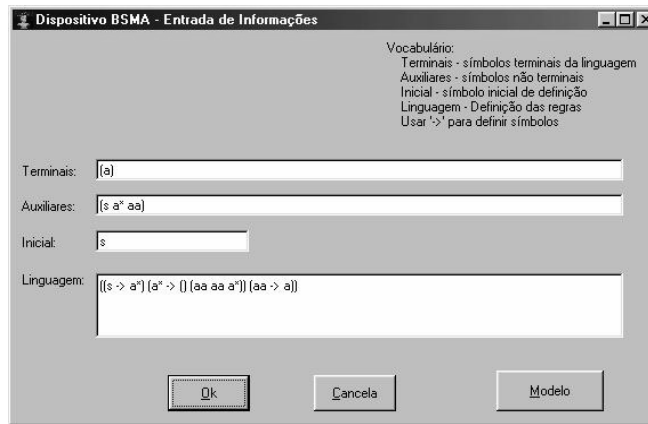 Dispositivo BSMA - Entrada de Informações
Vocabulário:
Terminais - símbolos terminais da linguagem
Auxiliares - símbolos não terminais
Inicial - símbolo inicial de definição
Linguagem - Definição das regras
Usar '->' para definir símbolos
Terminais: (a)
Auxiliares: (s a* aa)
Inicial: s
Linguagem: ((s -> a*) (a* -> () (aa aa a*)) (aa -> a))
Ok Cancela Modelo